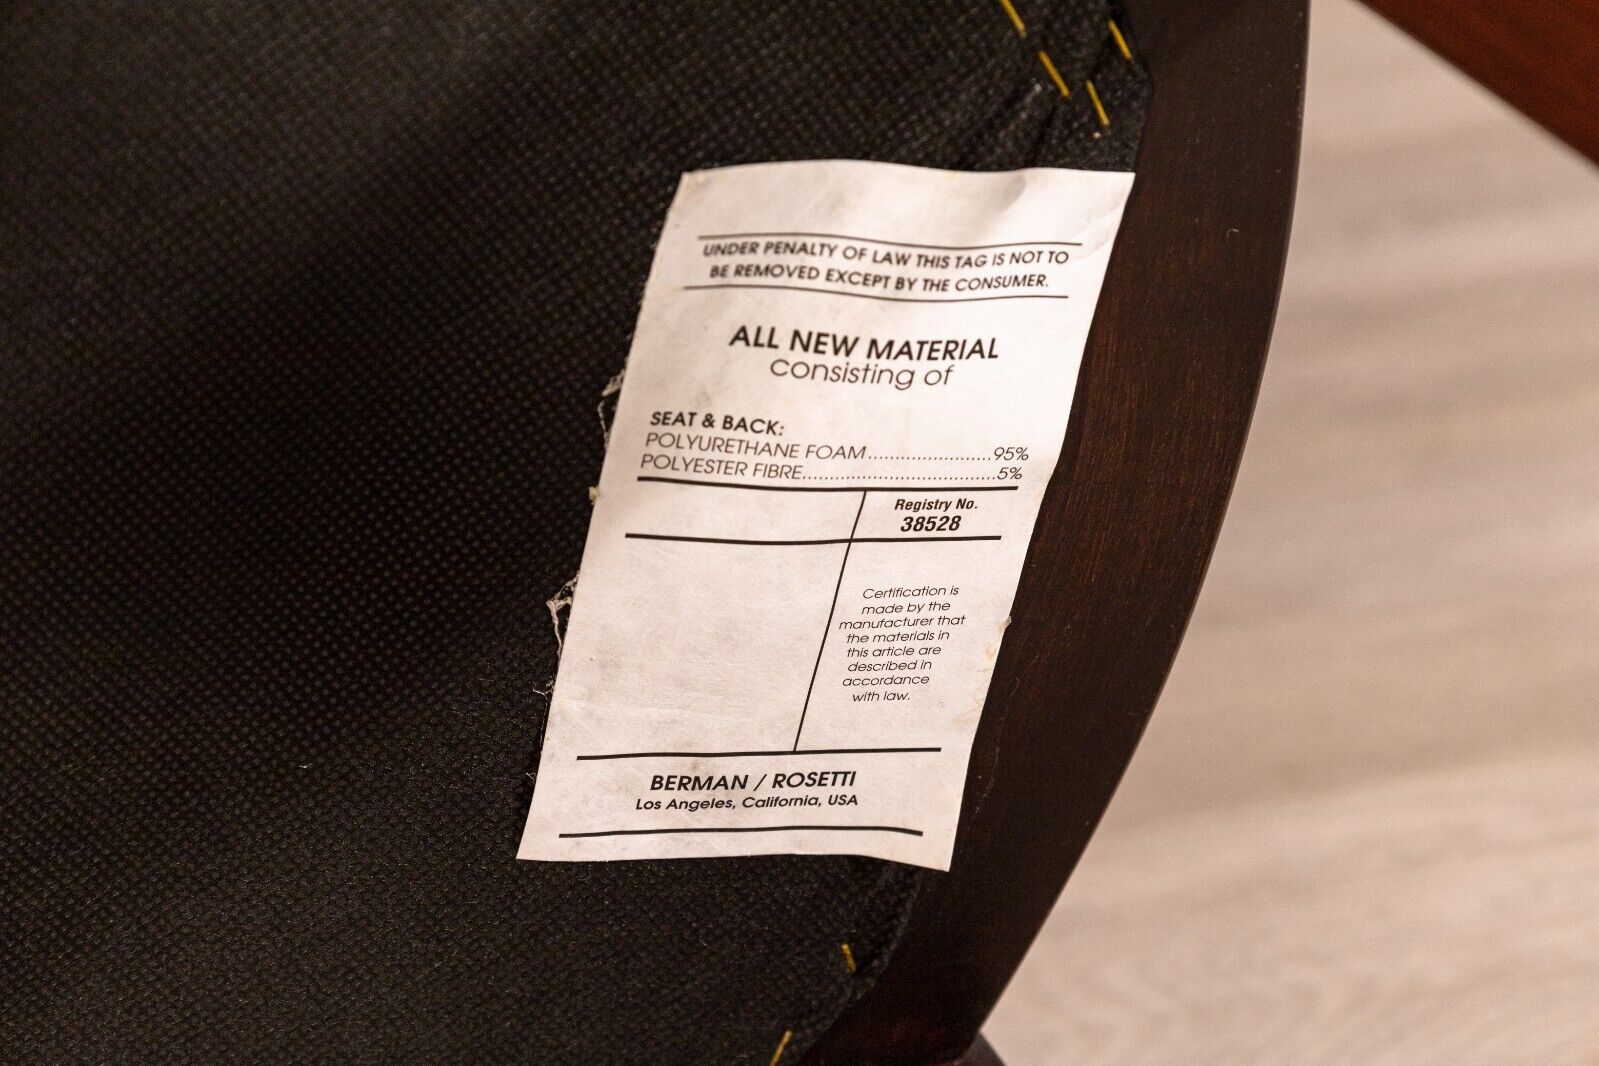 UNDER PENALTY OF LAW THIS TAG IS NOT TO
BE REMOVED EXCEPT BY THE CONSUMER.
ALL NEW MATERIAL
consisting of
SEAT & BACK:
POLYURETHANE FOAM.......................95%
POLYESTER FIBRE....................................5%
Registry No.
38528
Certification is
made by the
manufacturer that
the materials in
this article are
described in
accordance
with law.
BERMAN / ROSETTI
Los Angeles, California, USA